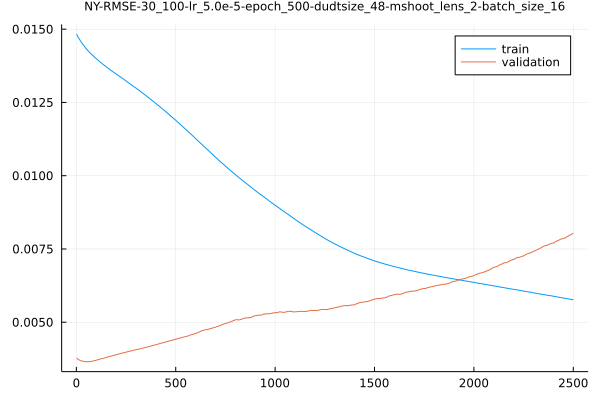 NY-RMSE-30_100-lr_5.0e-5-epoch_500-dudtsize_48-mshoot_lens_2-batch_size_16
0.0150
train
validation
0.0125
0.0100
0.0075
0.0050
0 500 1000 1500 2000 2500